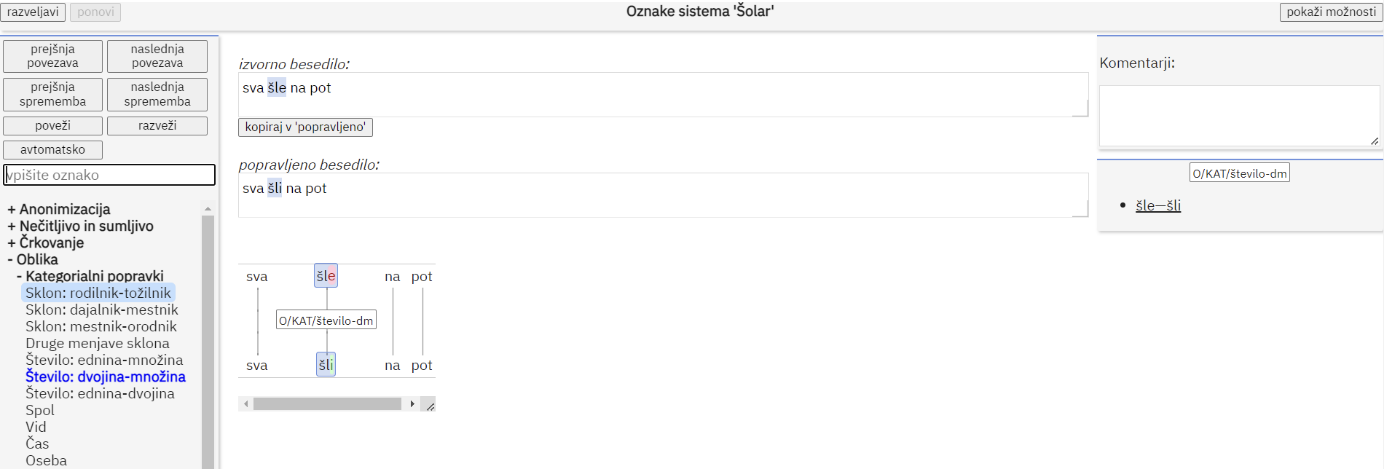 razveljavi ponovi Oznake sistema 'Šolar' pokaži možnosti
prejšnja povezava
naslednja povezava
prejšnja sprememba
naslednja sprememba
poveži razveži
avtomatsko
vpišite oznako
+ Anonimizacija
+ Nečitljivo in sumljivo
+ Črkovanje
- Oblika
- Kategorialni popravki
Sklon: rodilnik-tožilnik
Sklon: dajalnik-mestnik
Sklon: mestnik-orodnik
Druge menjave sklona
Število: ednina-množina
Število: dvojina-množina
Število: ednina-dvojina
Spol
Vid
Čas
Oseba
izvorno besedilo:
sva šle na pot
kopiraj v 'popravljeno'
popravljeno besedilo:
sva šli na pot
sva šle na pot
O/KAT/število-dm
sva šli na pot
Komentarji:
O/KAT/število-dm
• šle—šli